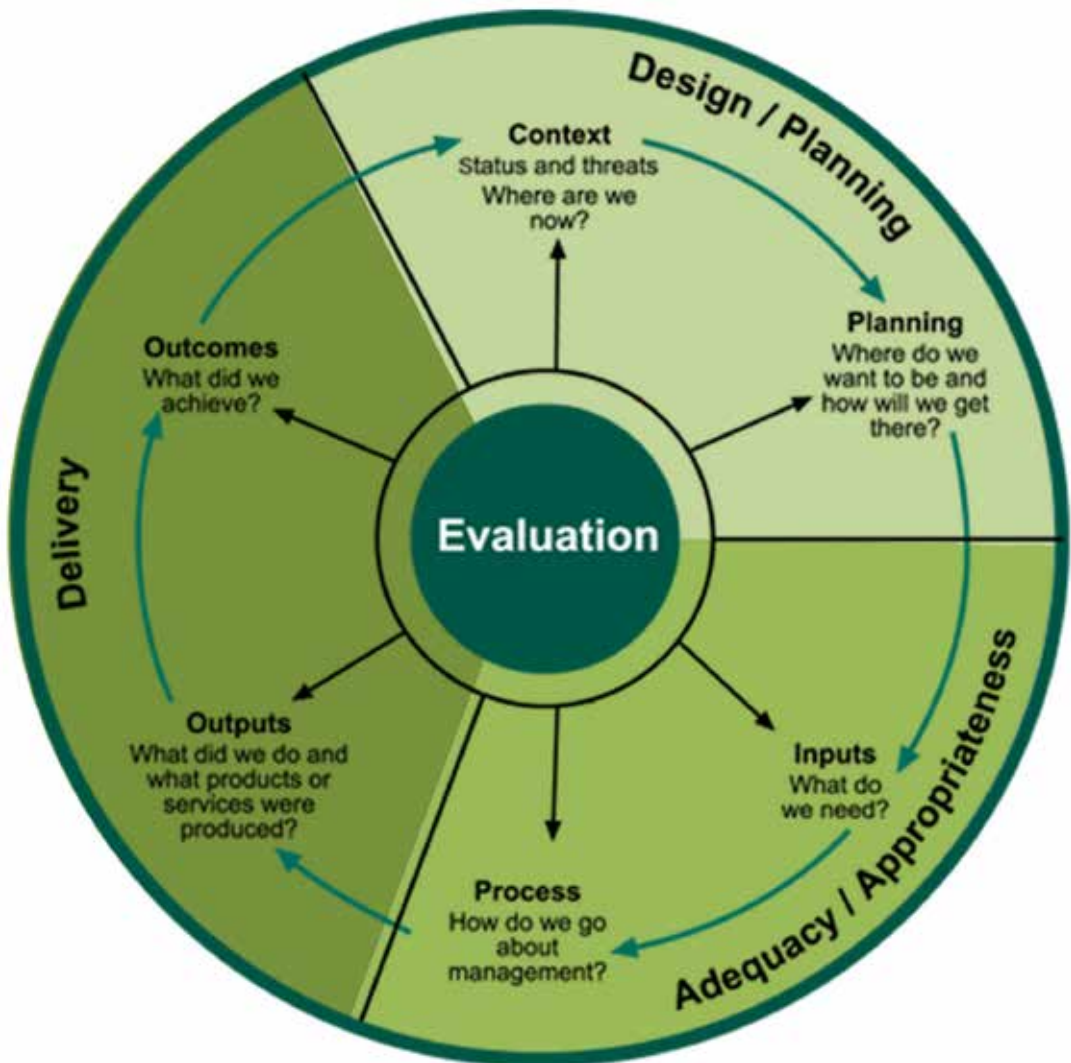 Design / Planning
Context
Status and threats
Where are we
now?
Planning
Where do we
want to be and
how will we get
there?
Outcomes
What did we
achieve?
Delivery
Evaluation
Outputs
What did we do and
what products or
services were
produced?
Inputs
What do
we need?
Process
How do we go
about
management?
Adequacy / Appropriateness